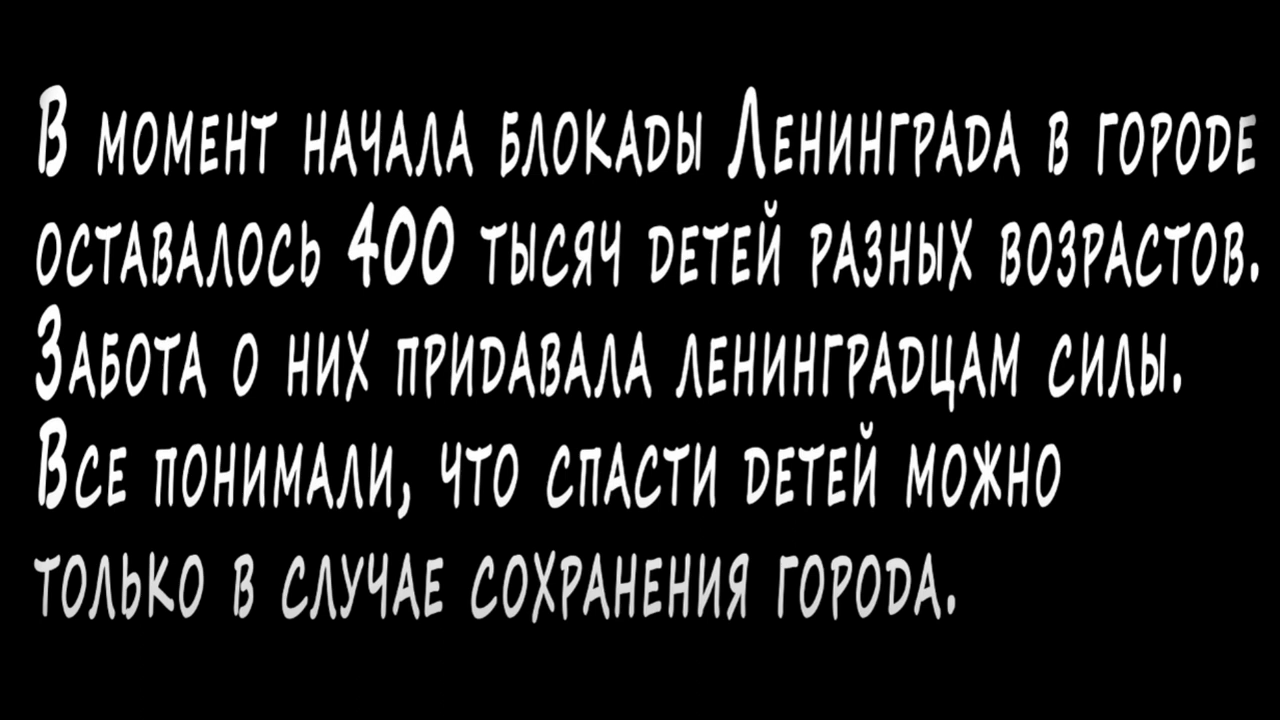 В момент начала блокады Ленинграда в городе
оставалось 400 тысяч детей разных возрастов.
Забота о них придавала ленинградцам силы.
Все понимали, что спасти детей можно
только в случае сохранения города.